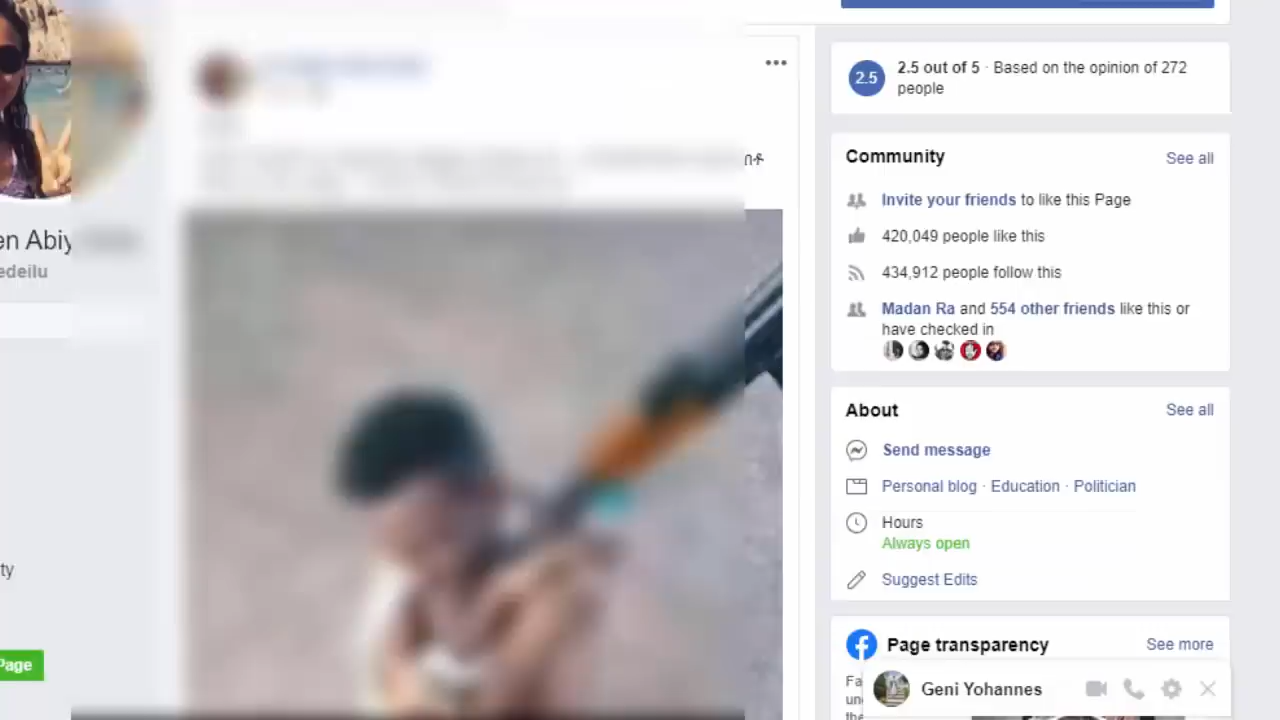 2.5
2.5 out of 5 · Based on the opinion of 272
people
Community
See all
Invite your friends to like this Page
420,049 people like this
434,912 people follow this
Madan Ra and 554 other friends like this or
have checked in
About
See all
Send message
Personal blog · Education · Politician
Hours
Always open
Suggest Edits
Page transparency
See more
Geni Yohannes
en Abiy
edeilu
ty
Page